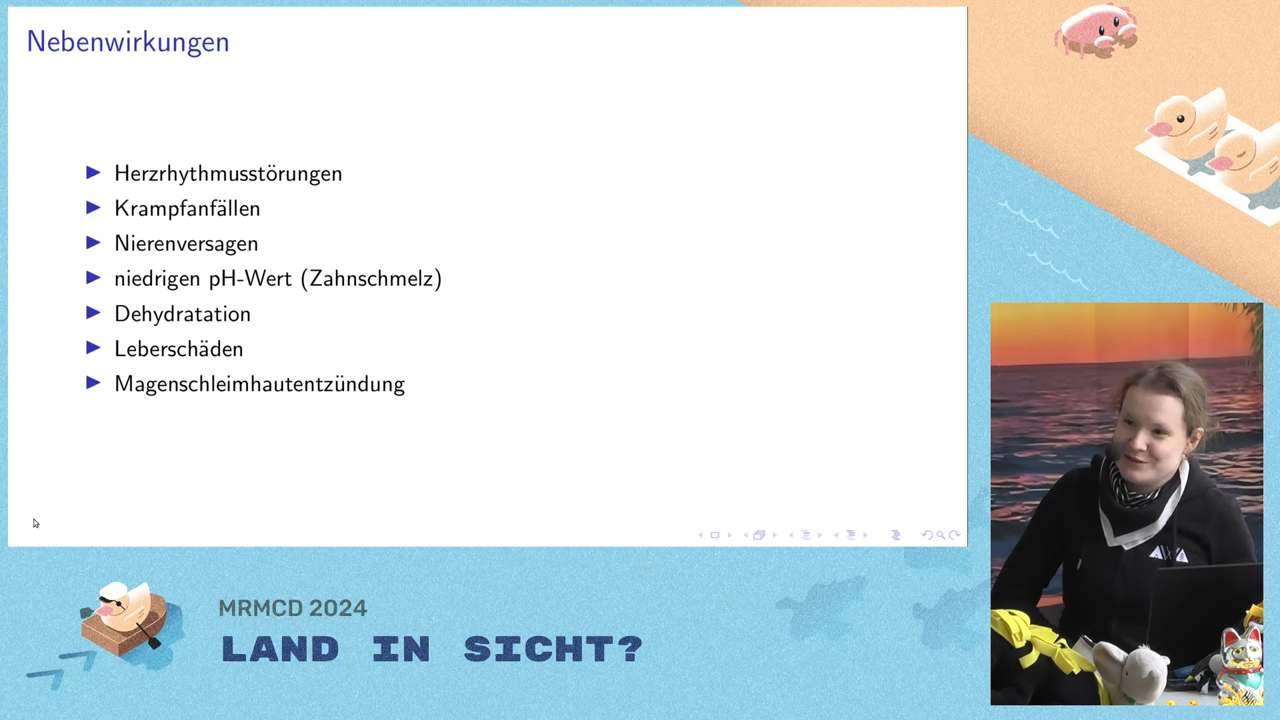 Nebenwirkungen
Herzrhythmusstörungen
Krampfanfällen
Nierenversagen
niedrigen pH-Wert (Zahnschmelz)
Dehydratation
Leberschäden
Magenschleimhautentzündung
MRMCD 2024
LAND IN SICHT?